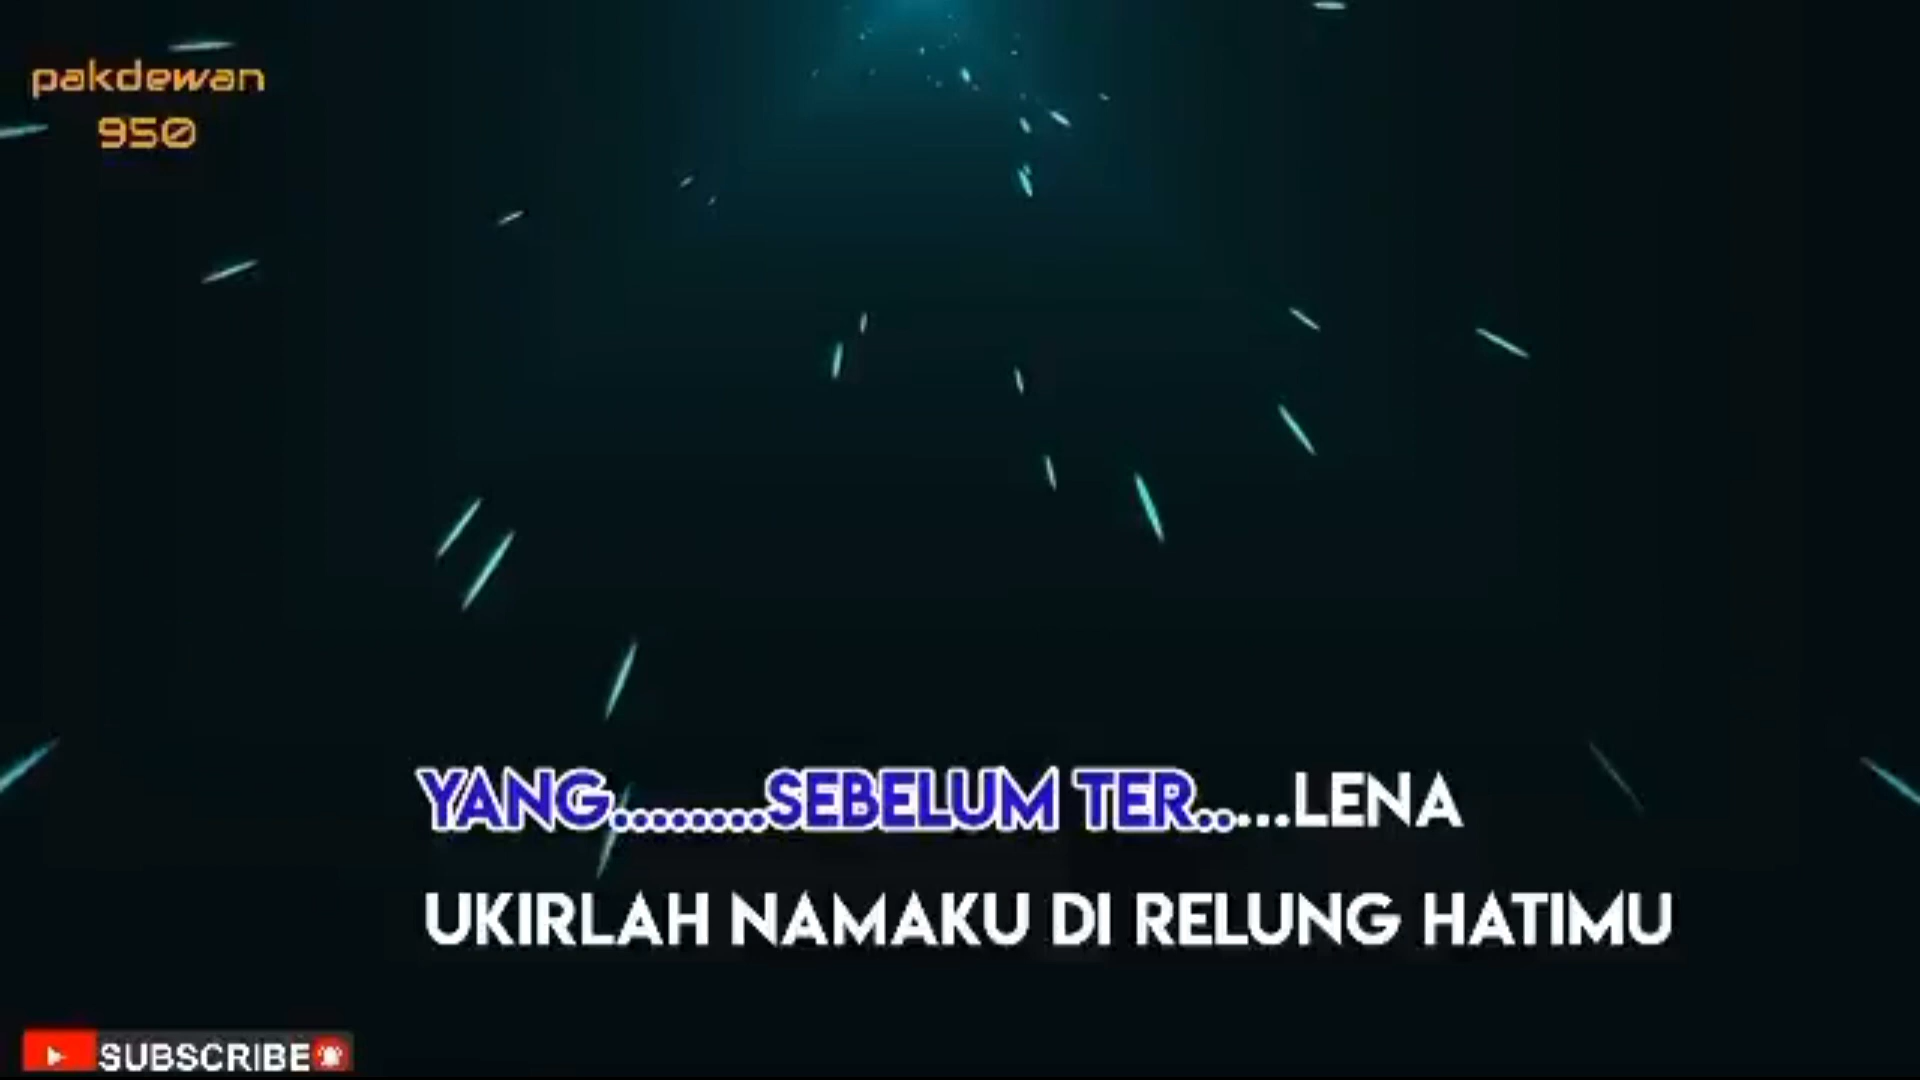 pakdewan
950
YANG........SEBELUM TER.....LENA
UKIRLAH NAMAKU DI RELUNG HATIMU
SUBSCRIBE